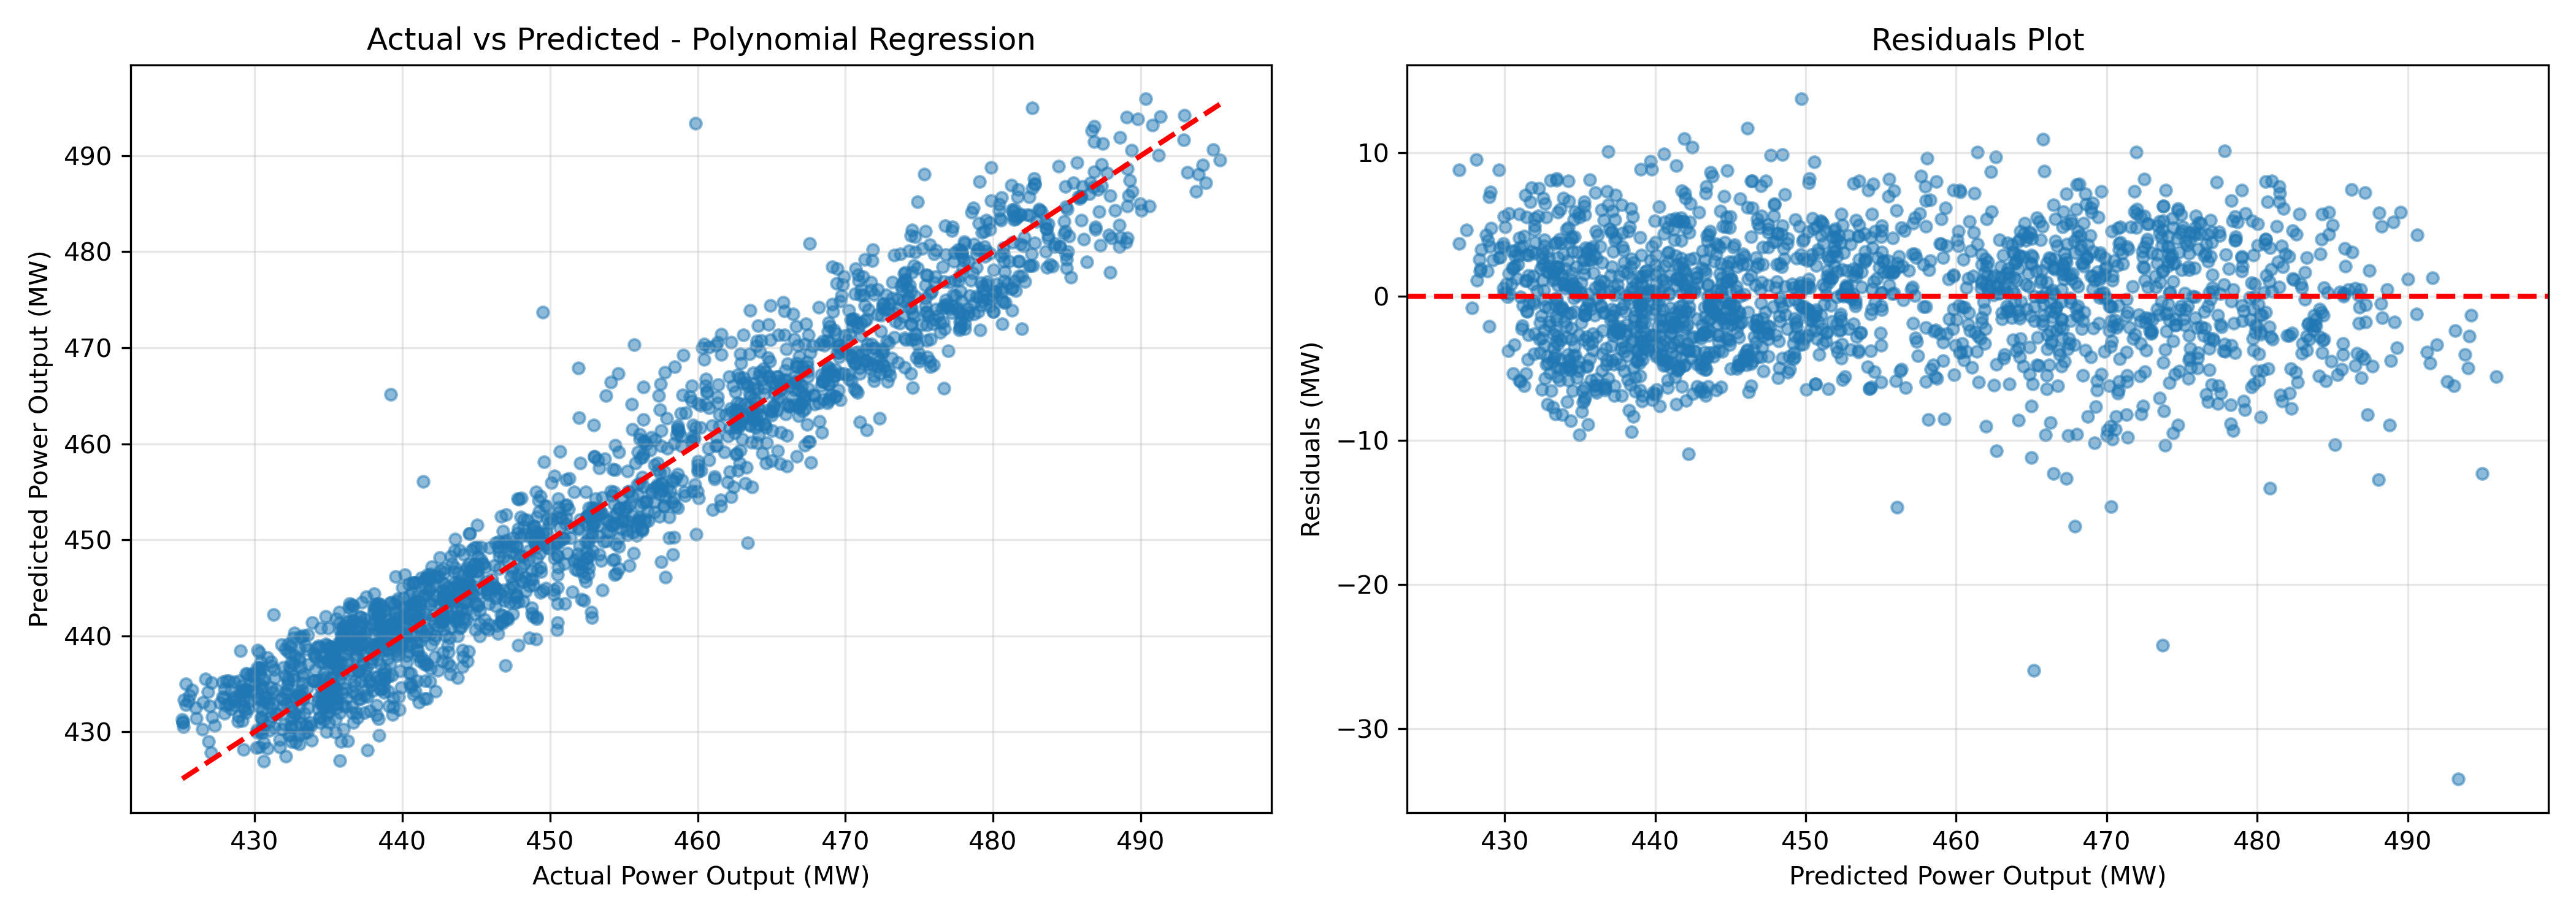 Actual vs Predicted - Polynomial Regression
Predicted Power Output (MW)
490
480
470
460
450
440
430
430 440 450 460 470 480 490
Actual Power Output (MW)
Residuals Plot
Residuals (MW)
10
0
−10
−20
−30
430 440 450 460 470 480 490
Predicted Power Output (MW)